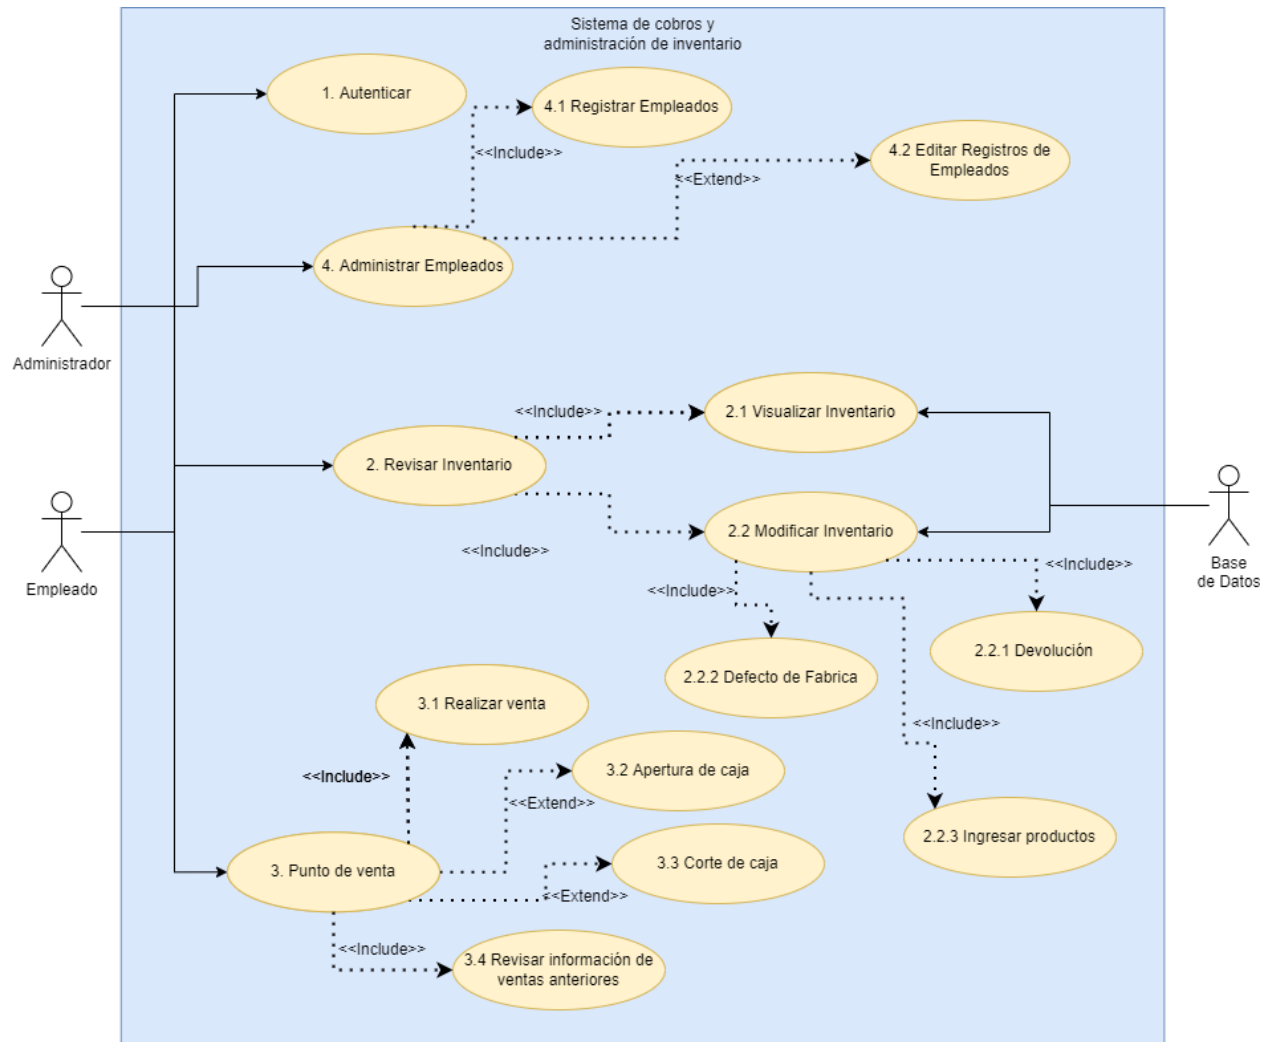 Sistema de cobros y
administración de inventario
1. Autenticar
4.1 Registrar Empleados
<<Include>>
4.2 Editar Registros de
Empleados
<<Extend>>
4. Administrar Empleados
Administrador
<<Include>>
2.1 Visualizar Inventario
2. Revisar Inventario
2.2 Modificar Inventario
<<Include>>
Empleado
Base
de Datos
<<Include>>
<<Include>>
2.2.1 Devolución
2.2.2 Defecto de Fabrica
3.1 Realizar venta
<<Include>>
<<Include>>
3.2 Apertura de caja
<<Extend>>
2.2.3 Ingresar productos
3. Punto de venta
3.3 Corte de caja
<<Extend>>
<<Include>>
3.4 Revisar información de
ventas anteriores